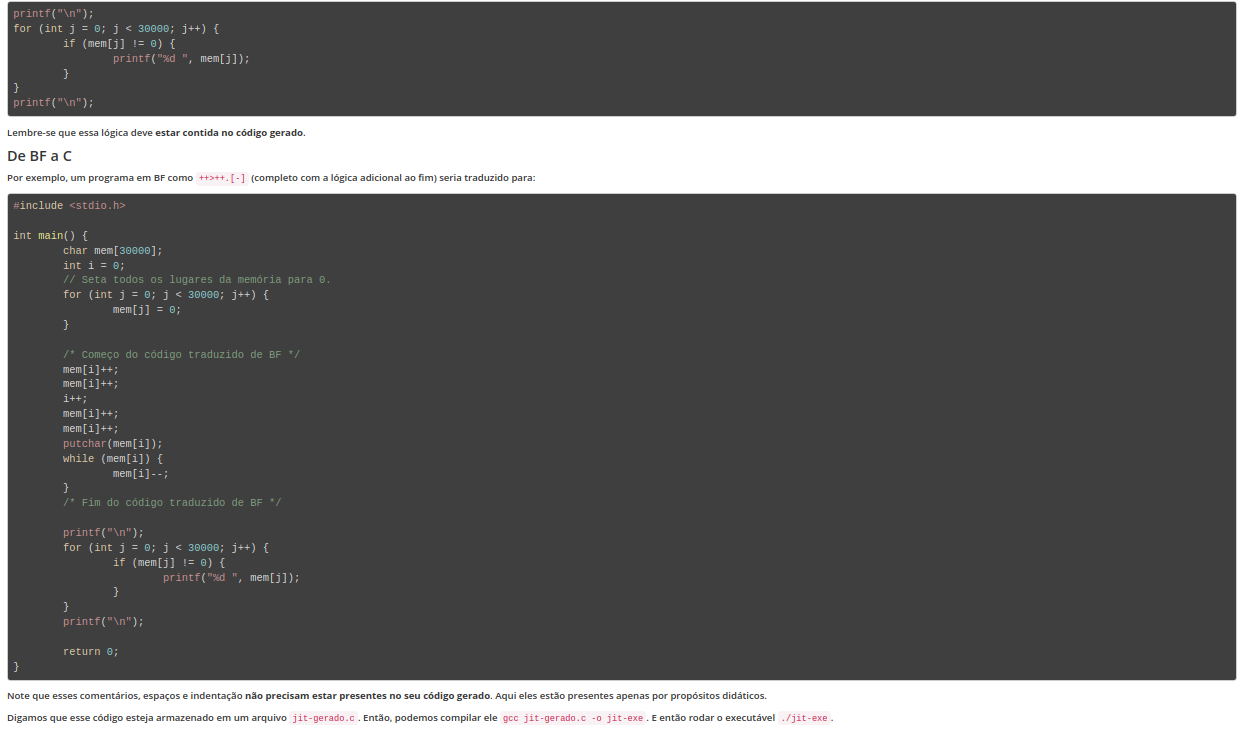 printf("\n");
for (int j = 0; j < 30000; j++) {
        if (mem[j] != 0) {
                printf("%d ", mem[j]);
        }
}
printf("\n");
Lembre-se que essa lógica deve estar contida no código gerado.
De BF a C
Por exemplo, um programa em BF como ++>++.[-] (completo com a lógica adicional ao fim) seria traduzido para:
#include <stdio.h>
int main() {
        char mem[30000];
        int i = 0;
        // Seta todos os lugares da memória para 0.
        for (int j = 0; j < 30000; j++) {
                mem[j] = 0;
        }
        /* Começo do código traduzido de BF */
        mem[i]++;
        mem[i]++;
        i++;
        mem[i]++;
        mem[i]++;
        putchar(mem[i]);
        while (mem[i]) {
                mem[i]--;
        }
        /* Fim do código traduzido de BF */
        printf("\n");
        for (int j = 0; j < 30000; j++) {
                if (mem[j] != 0) {
                        printf("%d ", mem[j]);
                }
        }
        printf("\n");
        return 0;
}
Note que esses comentários, espaços e indentação não precisam estar presentes no seu código gerado. Aqui eles estão presentes apenas por propósitos didáticos.
Digamos que esse código esteja armazenado em um arquivo jit-gerado.c. Então, podemos compilar ele gcc jit-gerado.c -o jit-exe. E então rodar o executável ./jit-exe.